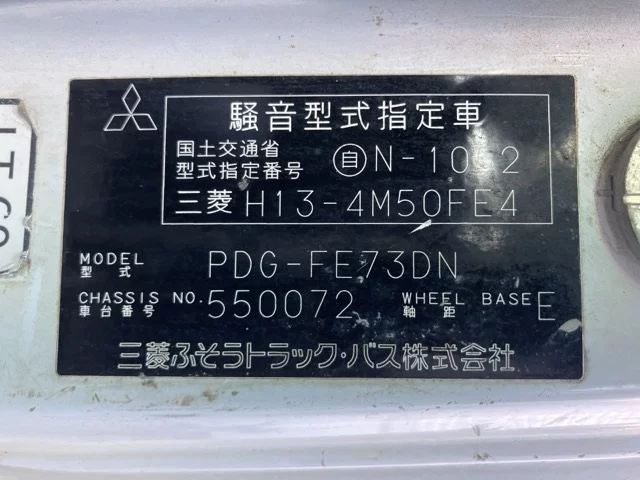 騒音型式指定車
国土交通省
型式指定番号 自N-1052
三菱 H13-4M50FE4
MODEL
型式 PDG-FE73DN
CHASSIS NO. 550072 WHEEL BASE E
車台番号 軸距
三菱ふそうトラック・バス株式会社